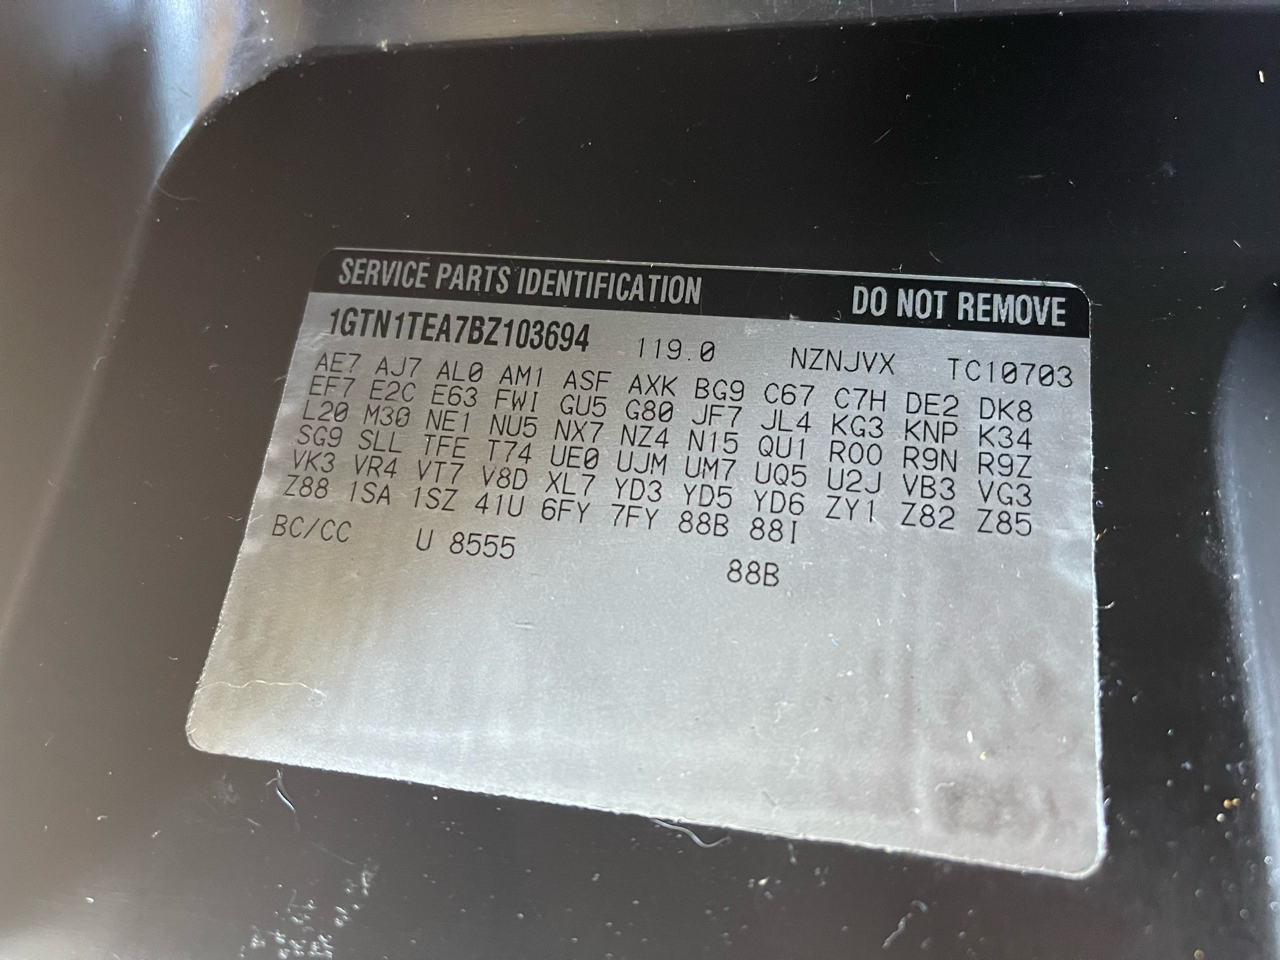 SERVICE PARTS IDENTIFICATION DO NOT REMOVE
1GTN1TEA7BZ103694 119.0 NZNJVX TC10703
AE7 AJ7 AL0 AM1 ASF AXK BG9 C67 C7H DE2 DK8
EF7 E2C E63 FWI GU5 G80 JF7 JL4 KG3 KNP K34
L20 M30 NE1 NU5 NX7 NZ4 N15 QU1 R00 R9N R9Z
SG9 SLL TFE T74 UE0 UJM UM7 UQ5 U2J VB3 VG3
VK3 VR4 VT7 V8D XL7 YD3 YD5 YD6 ZY1 Z82 Z85
Z88 1SA 1SZ 41U 6FY 7FY 88B 88I
BC/CC U 8555 88B